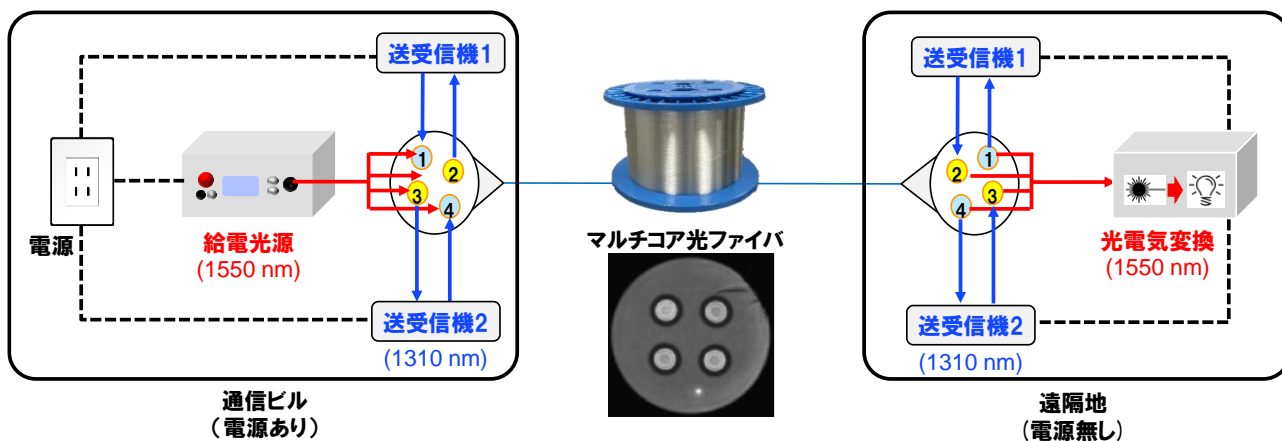 送受信機1
1
2
3
4
電源
給電光源
(1550 nm)
送受信機2
(1310 nm)
通信ビル
(電源あり)
マルチコア光ファイバ
送受信機1
1
2
3
4
光電気変換
(1550 nm)
送受信機2
(1310 nm)
遠隔地
(電源無し)